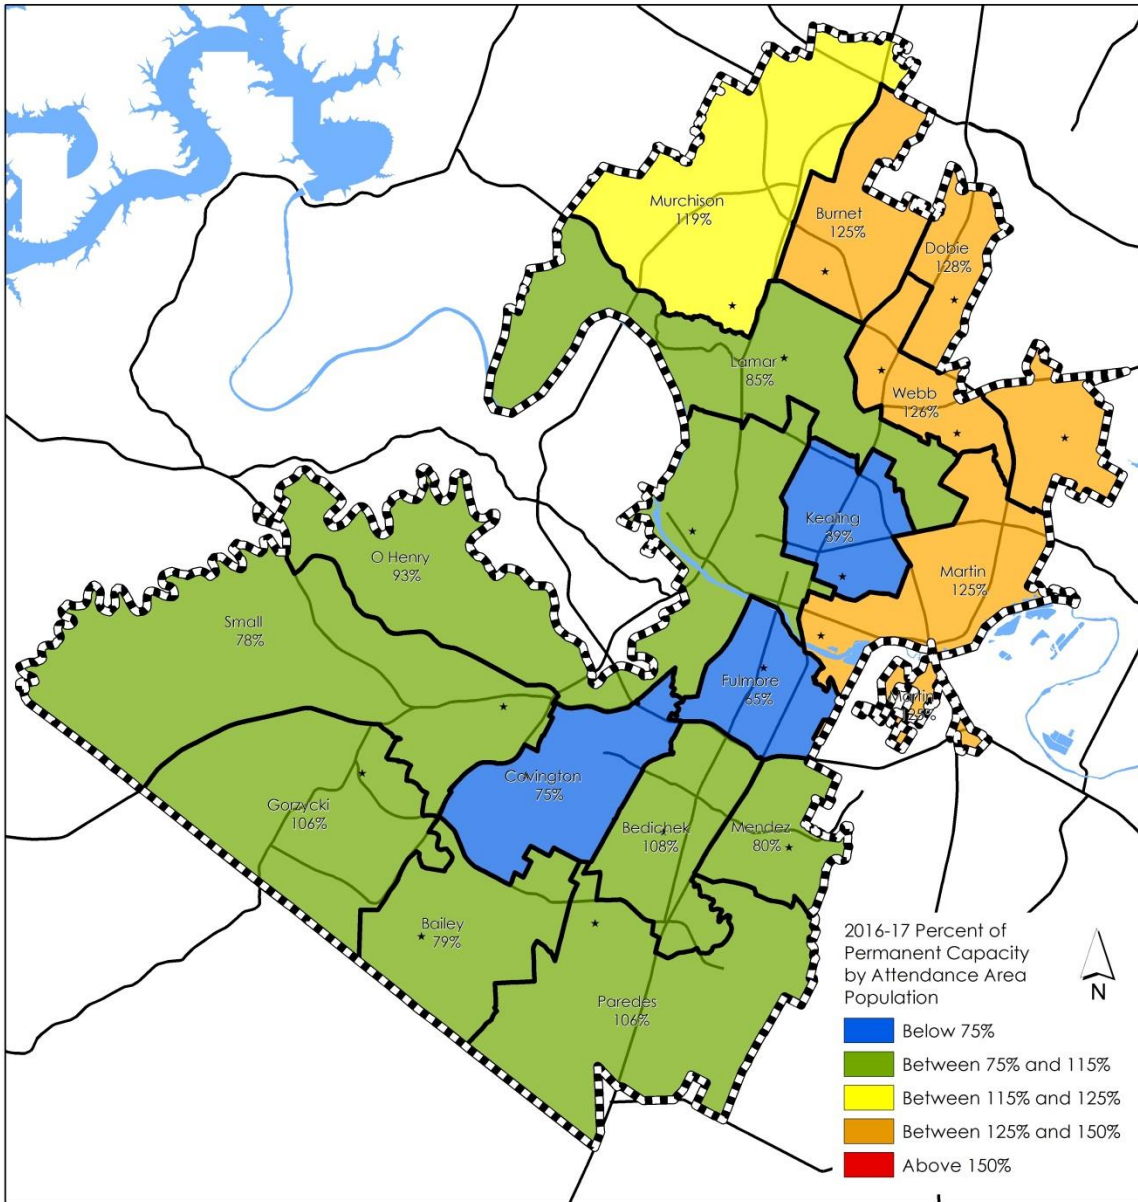 Murchison
119%
Burnet
125%
Dobie
128%
Lamar
85%
Webb
126%
Kealing
39%
O Henry
93%
Martin
125%
Small
78%
Fulmore
65%
Martin
125%
Covington
75%
Gorzycki
106%
Bedichek
108%
Mendez
80%
Bailey
79%
Paredes
106%
2016-17 Percent of
Permanent Capacity
by Attendance Area
Population
N
Below 75%
Between 75% and 115%
Between 115% and 125%
Between 125% and 150%
Above 150%